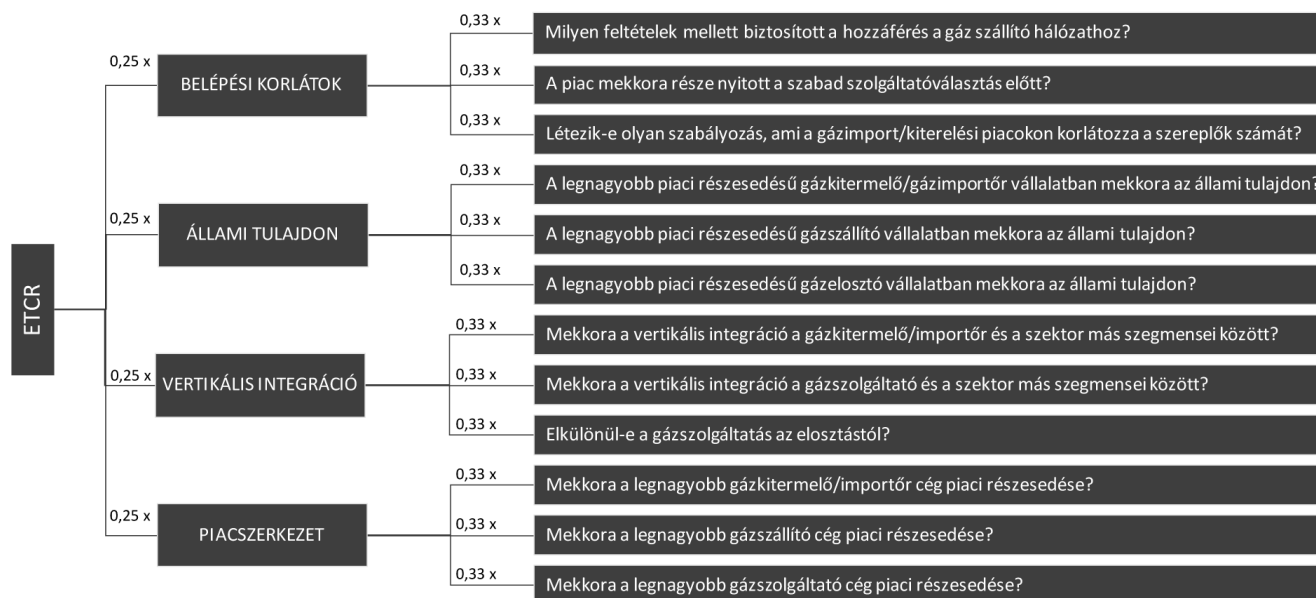 ETCR
0,25 x
BELÉPÉSI KORLÁTOK
0,33 x
Milyen feltételek mellett biztosított a hozzáférés a gáz szállító hálózathoz?
0,33 x
A piac mekkora része nyitott a szabad szolgáltatóválasztás előtt?
0,33 x
Létezik-e olyan szabályozás, ami a gázimport/kiterelési piacokon korlátozza a szereplők számát?
0,25 x
ÁLLAMI TULAJDON
0,33 x
A legnagyobb piaci részesedésű gázkitermelő/gázimportőr vállalatban mekkora az állami tulajdon?
0,33 x
A legnagyobb piaci részesedésű gázszállító vállalatban mekkora az állami tulajdon?
0,33 x
A legnagyobb piaci részesedésű gázelosztó vállalatban mekkora az állami tulajdon?
0,25 x
VERTIKÁLIS INTEGRÁCIÓ
0,33 x
Mekkora a vertikális integráció a gázkitermelő/importőr és a szektor más szegmensei között?
0,33 x
Mekkora a vertikális integráció a gázszolgáltató és a szektor más szegmensei között?
0,33 x
Elkülönül-e a gázszolgáltatás az elosztástól?
0,25 x
PIACSZERKEZET
0,33 x
Mekkora a legnagyobb gázkitermelő/importőr cég piaci részesedése?
0,33 x
Mekkora a legnagyobb gázszállító cég piaci részesedése?
0,33 x
Mekkora a legnagyobb gázszolgáltató cég piaci részesedése?